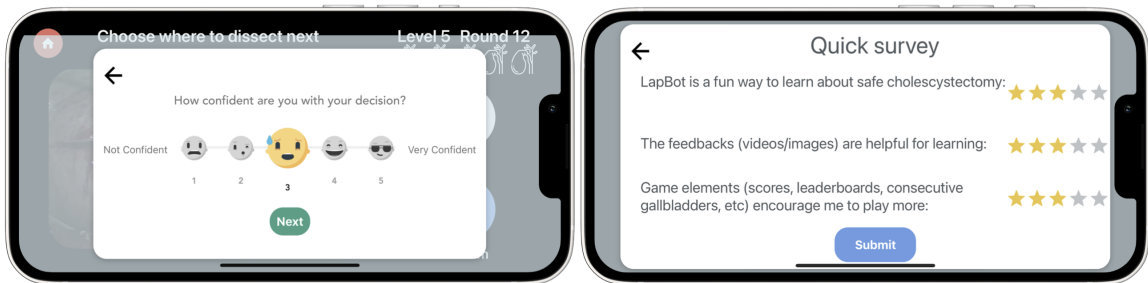 Choose where to dissect next
Level 5 Round 12
How confident are you with your decision?
Not Confident
Very Confident
1 2 3 4 5
Next
Quick survey
LapBot is a fun way to learn about safe cholescystectomy:
The feedbacks (videos/images) are helpful for learning:
Game elements (scores, leaderboards, consecutive
gallbladders, etc) encourage me to play more:
Submit